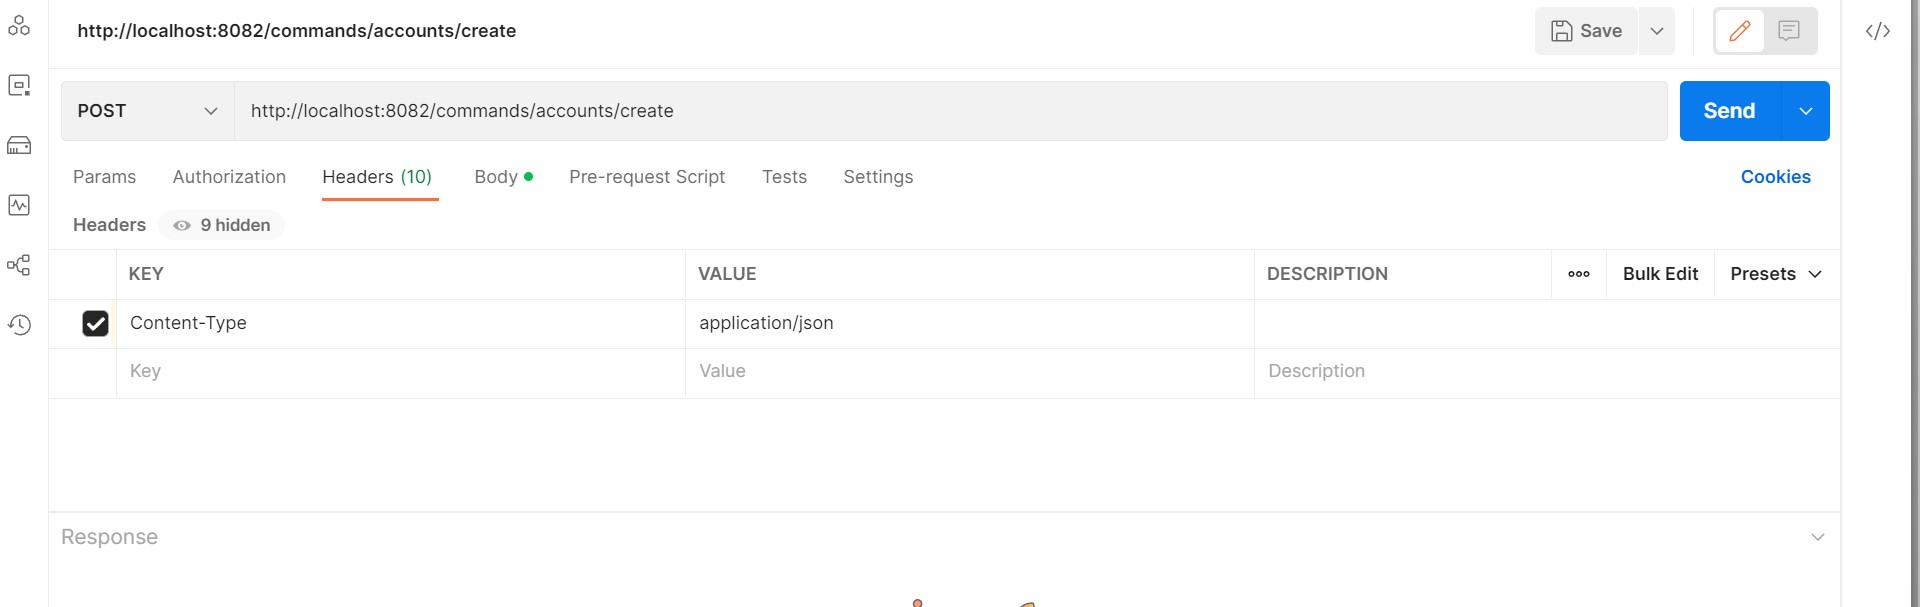 http://localhost:8082/commands/accounts/create
Save
POST
http://localhost:8082/commands/accounts/create
Send
Params Authorization Headers (10) Body Pre-request Script Tests Settings Cookies
Headers 9 hidden
KEY VALUE DESCRIPTION Bulk Edit Presets
Content-Type application/json
Key Value Description
Response